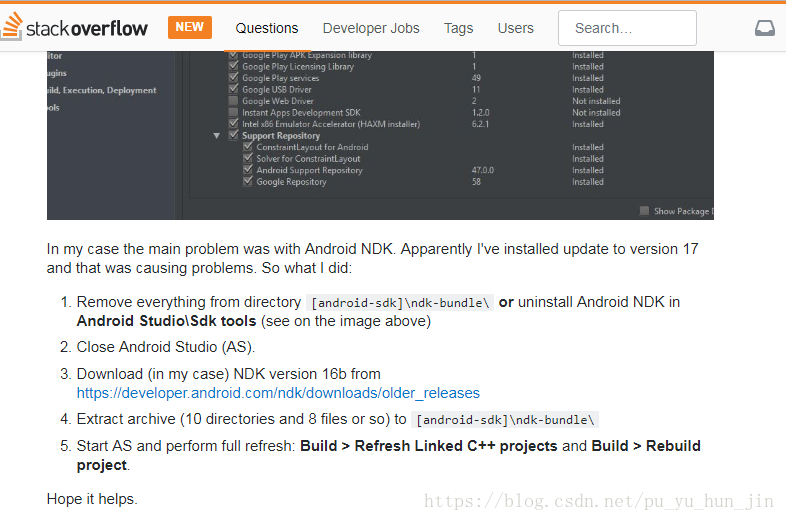 stackoverflow NEW Questions Developer Jobs Tags Users Search...
itor
Google Play APK Expansion library 1 Installed
Google Play Licensing Library 1 Installed
ugins Google Play services 49 Installed
ild, Execution, Deployment Google USB Driver 11 Installed
Google Web Driver 2 Not installed
ols Instant Apps Development SDK 1.2.0 Not installed
Intel x86 Emulator Accelerator (HAXM installer) 6.2.1 Installed
Support Repository
ConstraintLayout for Android Installed
Solver for ConstraintLayout Installed
Android Support Repository 47.0.0 Installed
Google Repository 58 Installed
Show Package D
In my case the main problem was with Android NDK. Apparently I've installed update to version 17
and that was causing problems. So what I did:
1. Remove everything from directory [android-sdk]\ndk-bundle\ or uninstall Android NDK in
Android Studio\Sdk tools (see on the image above)
2. Close Android Studio (AS).
3. Download (in my case) NDK version 16b from
https://developer.android.com/ndk/downloads/older_releases
4. Extract archive (10 directories and 8 files or so) to [android-sdk]\ndk-bundle\
5. Start AS and perform full refresh: Build > Refresh Linked C++ projects and Build > Rebuild
project.
Hope it helps.
https://blog.csdn.net/pu_yu_hun_jin